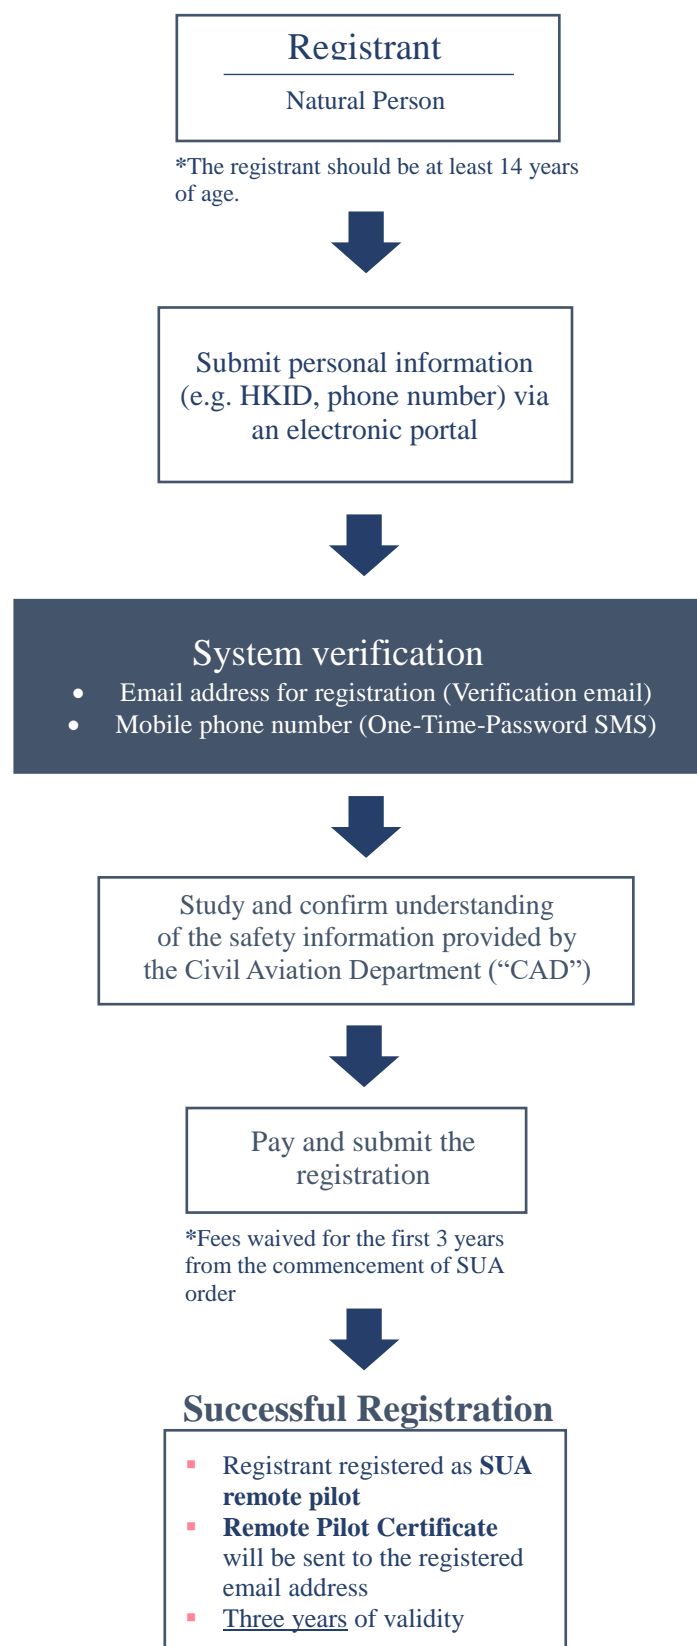 Registrant
Natural Person
*The registrant should be at least 14 years
of age.
Submit personal information
(e.g. HKID, phone number) via
an electronic portal
System verification
• Email address for registration (Verification email)
• Mobile phone number (One-Time-Password SMS)
Study and confirm understanding
of the safety information provided by
the Civil Aviation Department (“CAD”)
Pay and submit the
registration
*Fees waived for the first 3 years
from the commencement of SUA
order
Successful Registration
▪ Registrant registered as SUA
remote pilot
▪ Remote Pilot Certificate
will be sent to the registered
email address
▪ Three years of validity